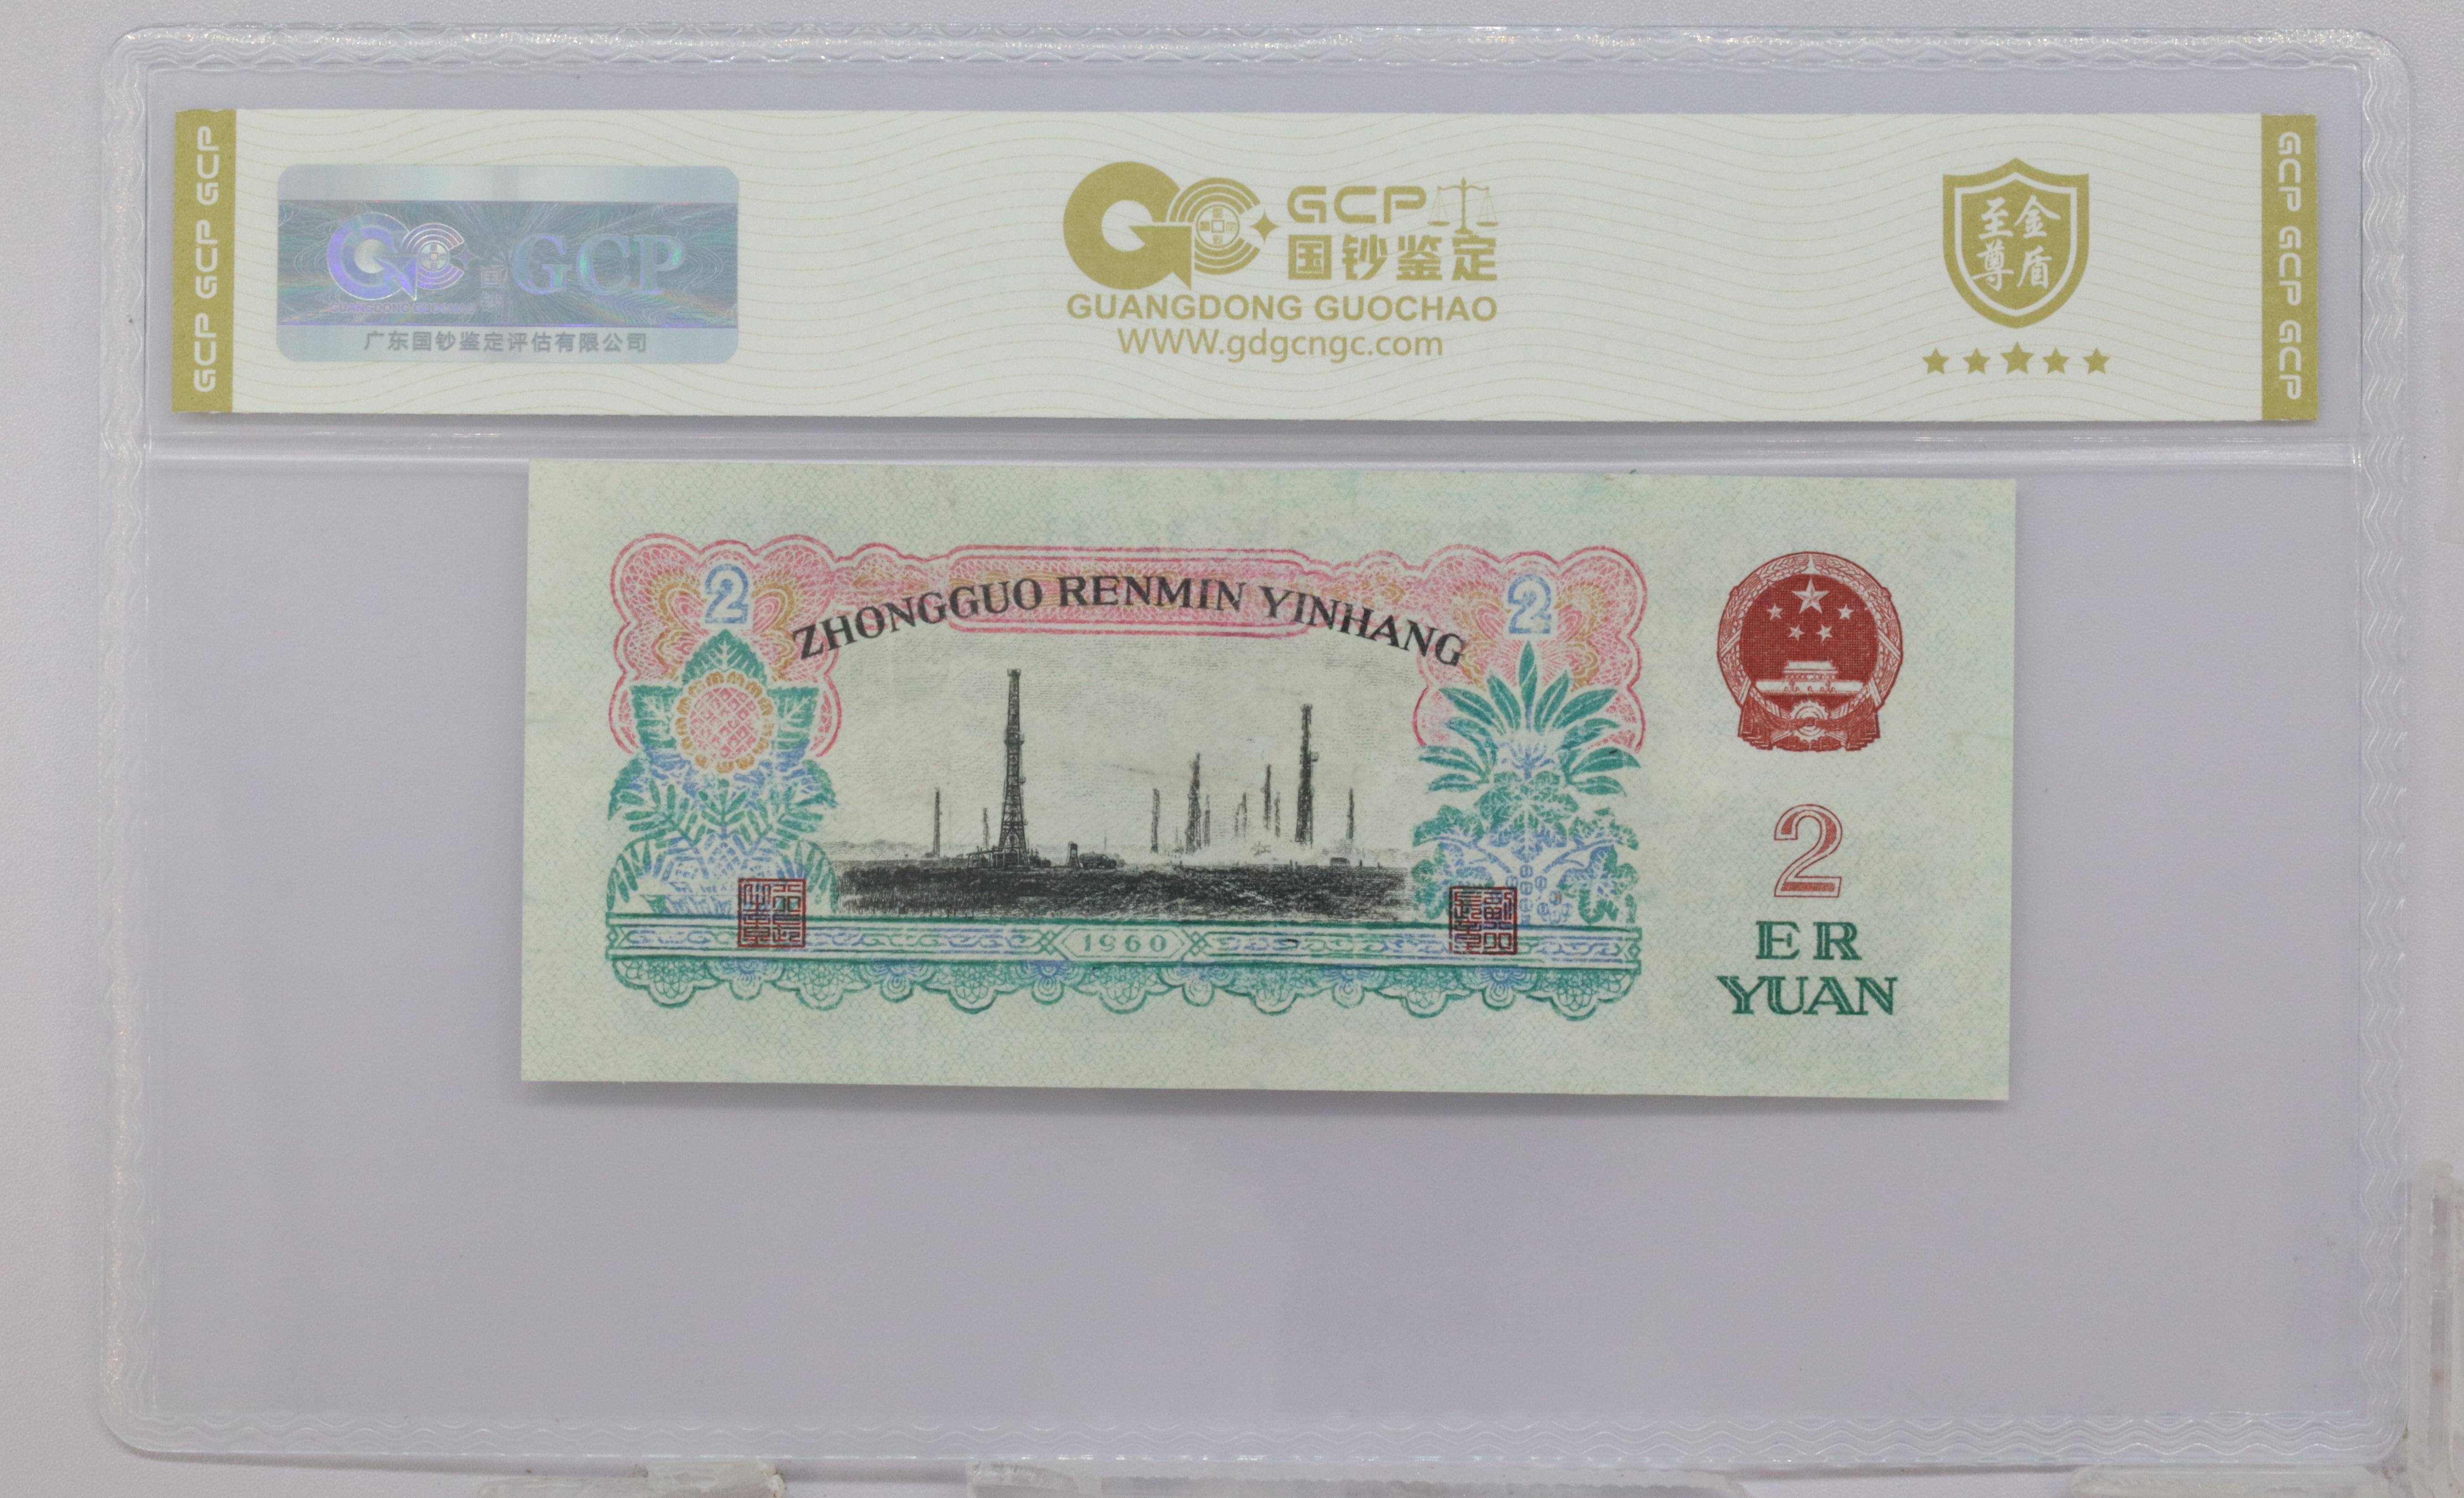 GCP GCP GCP
GCP
GUANGDONG GUOCHAO
广东国钞鉴定评估有限公司
GCP
国钞鉴定
GUANGDONG GUOCHAO
WWW.gdgcngc.com
至金
尊盾
GCP GCP GCP
2
ZHONGGUO RENMIN YINHANG
2
1960
2
ER
YUAN